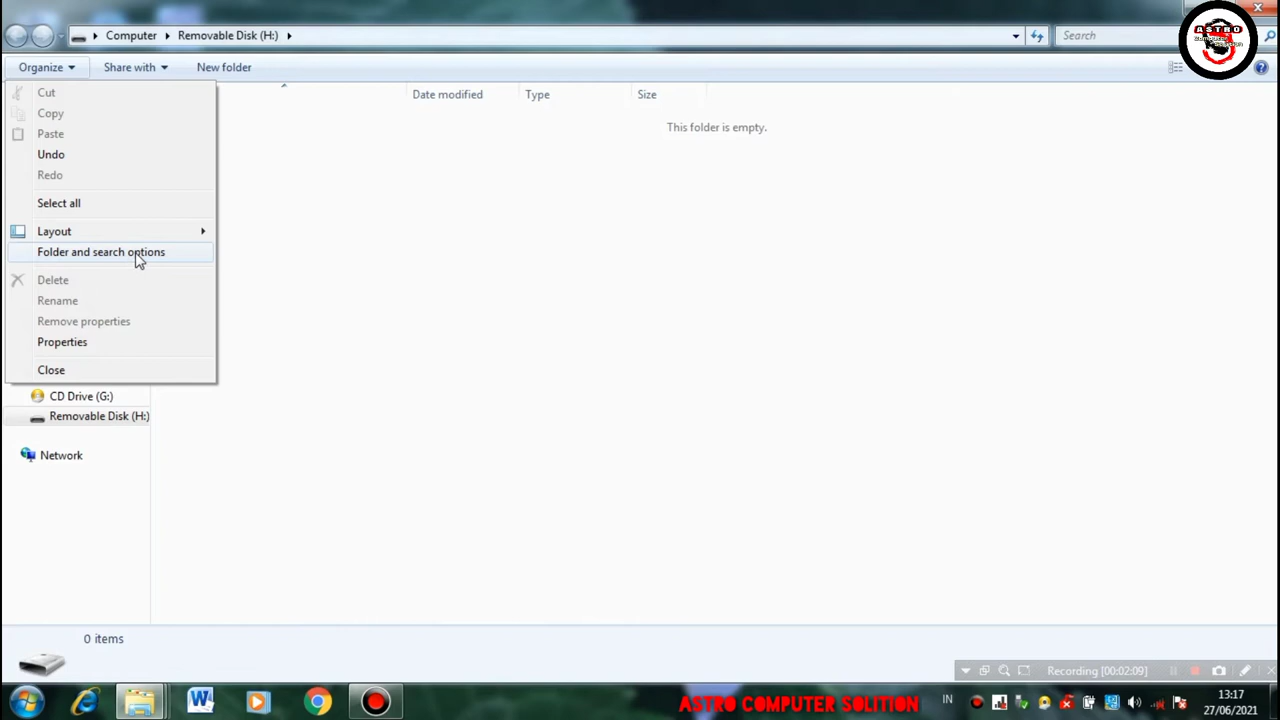 Computer Removable Disk (H:) Search
ASTRO
Organize Share with New folder
Cut
Copy
Paste
Undo
Redo
Select all
Layout
Folder and search options
Delete
Rename
Remove properties
Properties
Close
Date modified Type Size
This folder is empty.
CD Drive (G:)
Removable Disk (H:)
Network
0 items
Recording [00:02:09]
ASTRO COMPUTER SOLITION
IN
13:17
27/06/2021